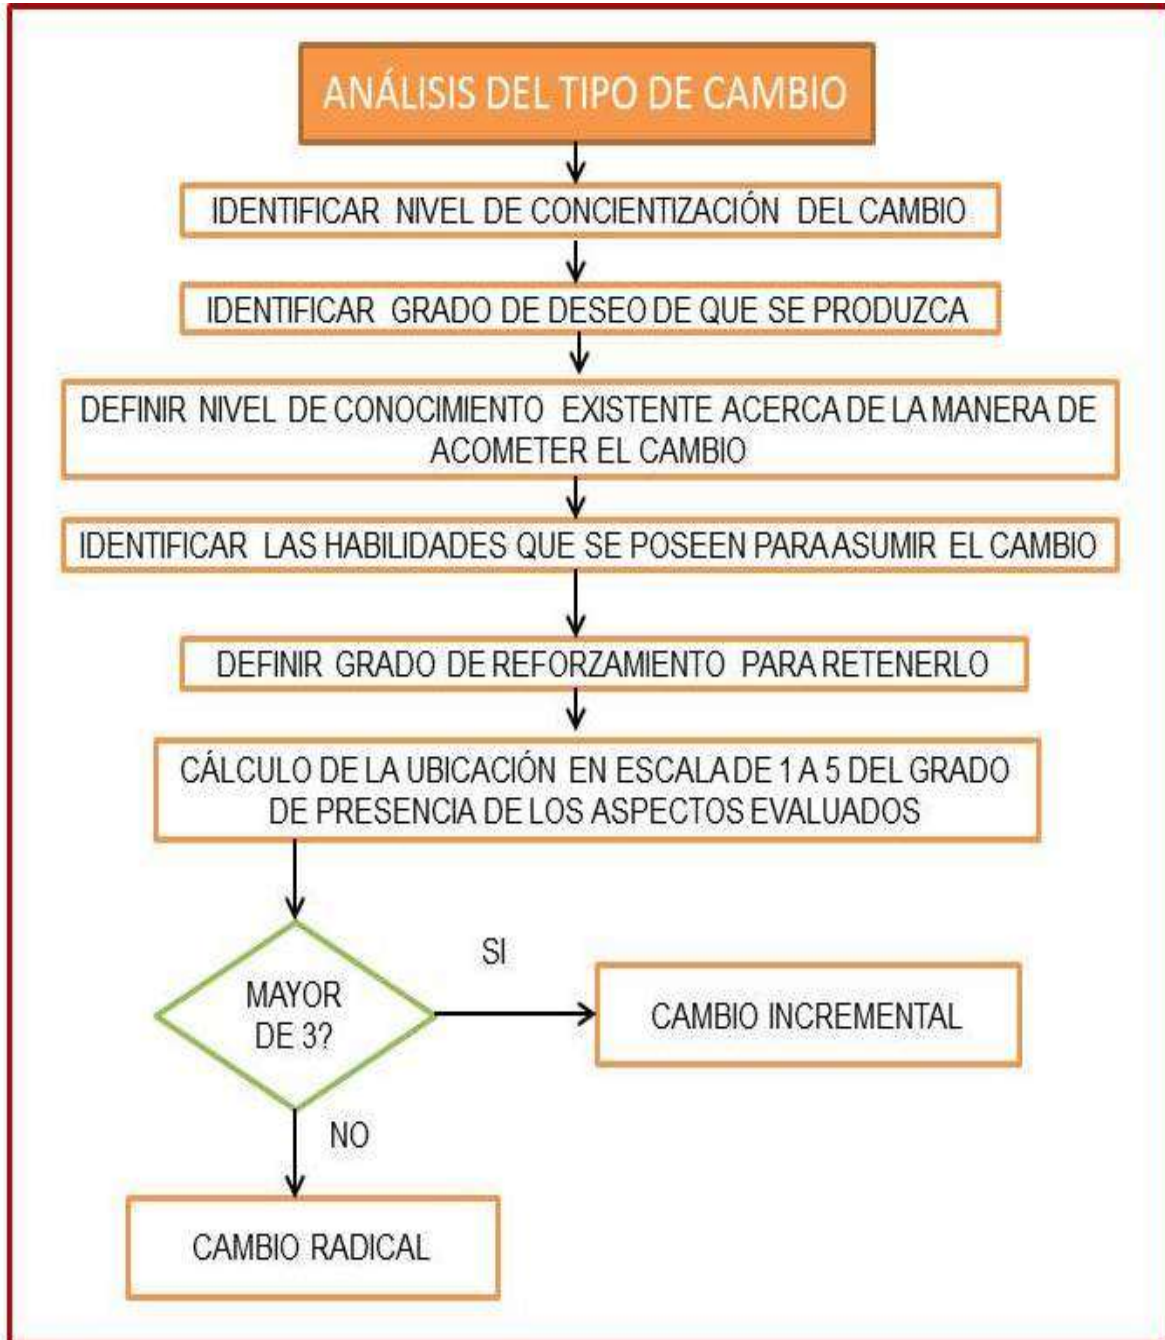 ANÁLISIS DEL TIPO DE CAMBIO
IDENTIFICAR NIVEL DE CONCIENTIZACIÓN DEL CAMBIO
IDENTIFICAR GRADO DE DESEO DE QUE SE PRODUZCA
DEFINIR NIVEL DE CONOCIMIENTO EXISTENTE ACERCA DE LA MANERA DE
ACOMETER EL CAMBIO
IDENTIFICAR LAS HABILIDADES QUE SE POSEEN PARA ASUMIR EL CAMBIO
DEFINIR GRADO DE REFORZAMIENTO PARA RETENERLO
CÁLCULO DE LA UBICACIÓN EN ESCALA DE 1 A 5 DEL GRADO
DE PRESENCIA DE LOS ASPECTOS EVALUADOS
MAYOR
DE 3?
SI
CAMBIO INCREMENTAL
NO
CAMBIO RADICAL